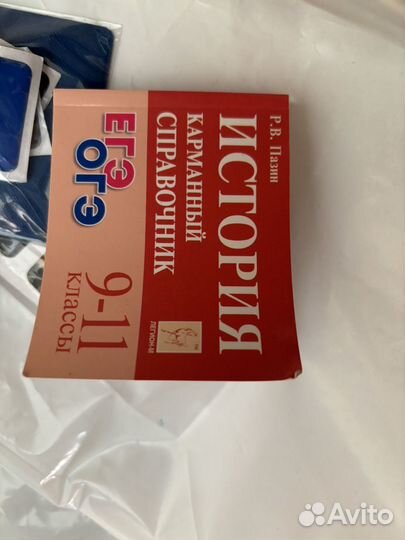 Р.В. Пазин
ИСТОРИЯ
КАРМАННЫЙ
СПРАВОЧНИК
ЛЕГИОН
ЕГЭ
ОГЭ
9-11
классы
Avito